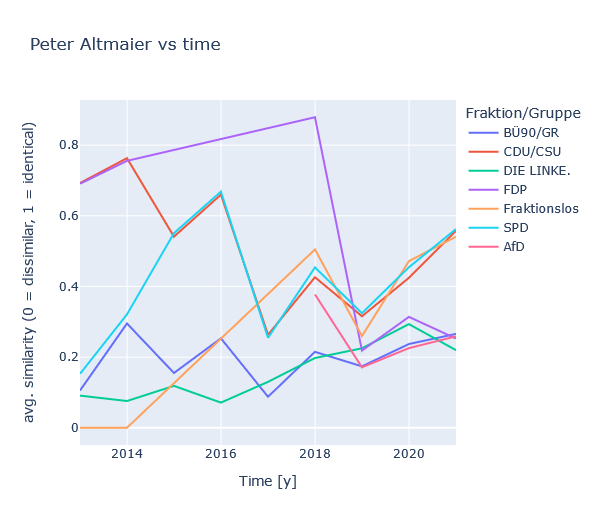 Peter Altmaier vs time
avg. similarity (0 = dissimilar, 1 = identical)
0.8
0.6
0.4
0.2
0
2014
2016
2018
2020
Time [y]
Fraktion/Gruppe
BÜ90/GR
CDU/CSU
DIE LINKE.
FDP
Fraktionslos
SPD
AfD